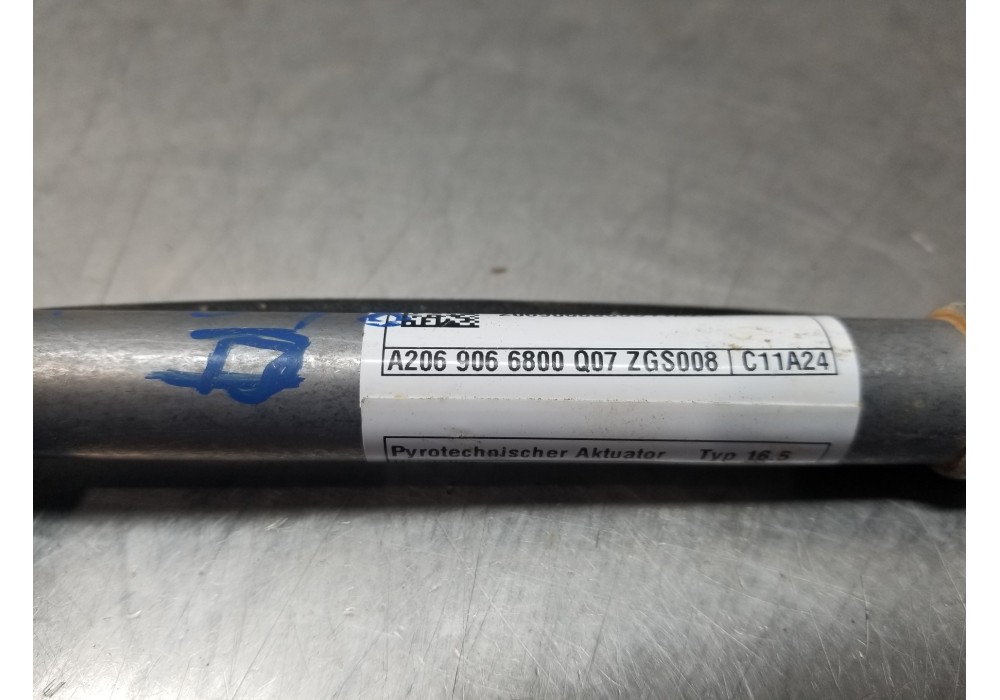 A206 906 6800 Q07 ZGS008 C11A24
Pyrotechnischer Aktuator Typ 16.5